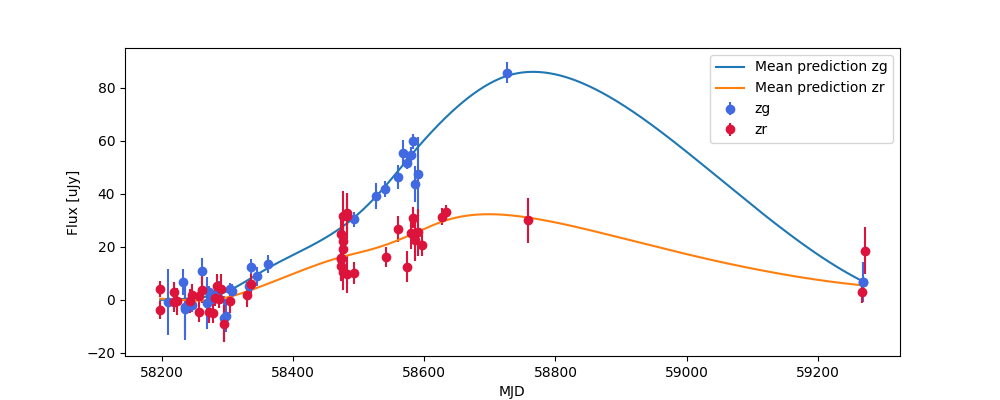 Mean prediction zg
Mean prediction zr
zg
zr
80
60
40
20
0
−20
Flux [uJy]
58200 58400 58600 58800 59000 59200
MJD